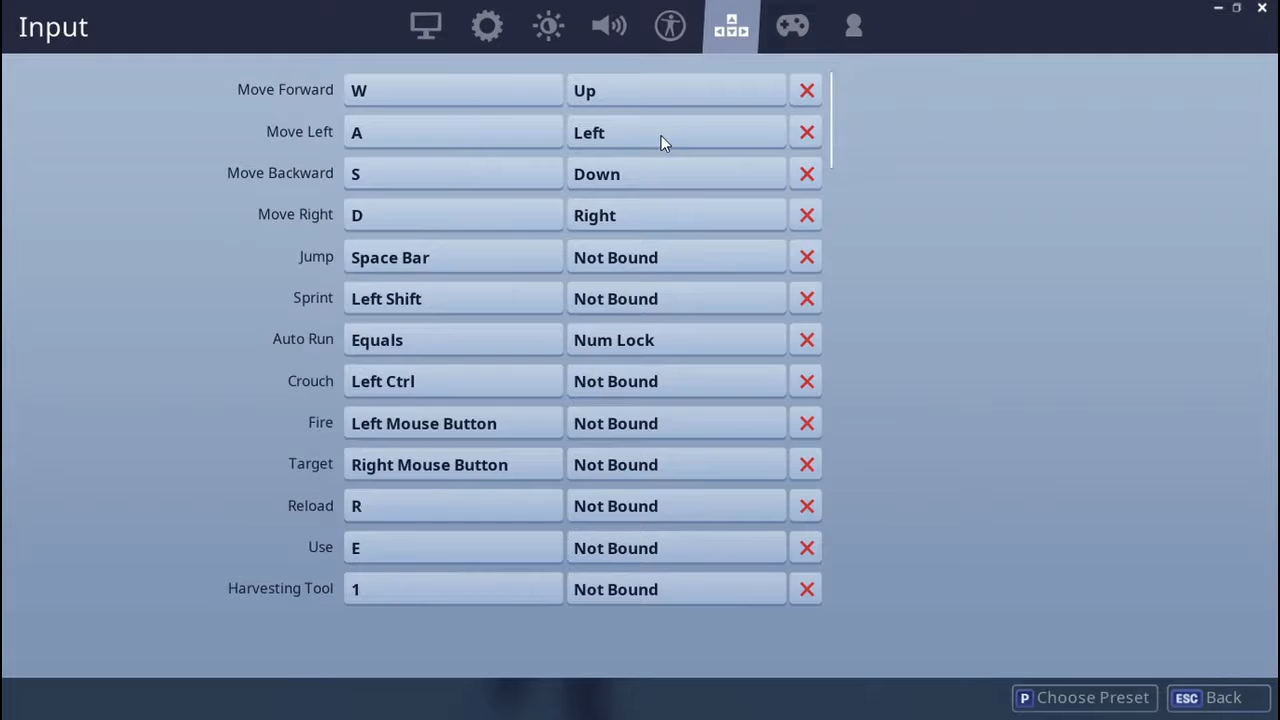 Input
Move Forward W Up
Move Left A Left
Move Backward S Down
Move Right D Right
Jump Space Bar Not Bound
Sprint Left Shift Not Bound
Auto Run Equals Num Lock
Crouch Left Ctrl Not Bound
Fire Left Mouse Button Not Bound
Target Right Mouse Button Not Bound
Reload R Not Bound
Use E Not Bound
Harvesting Tool 1 Not Bound
P Choose Preset ESC Back